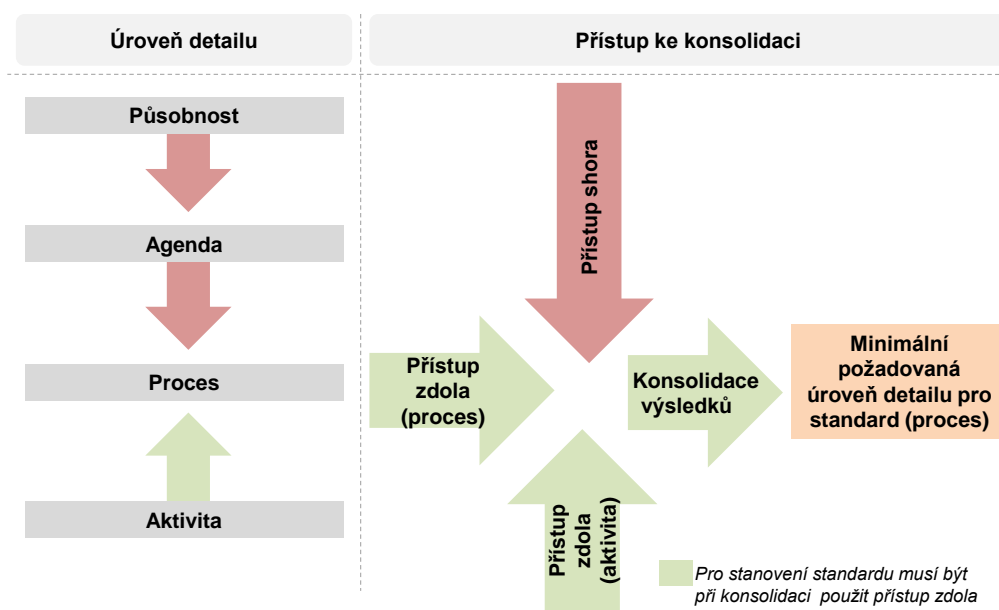 Úroveň detailu
Přístup ke konsolidaci
Působnost
Agenda
Proces
Aktivita
Přístup shora
Přístup
zdola
(proces)
Konsolidace
výsledků
Minimální
požadovaná
úroveň detailu pro
standard (proces)
Přístup
zdola
(aktivita)
Pro stanovení standardu musí být
při konsolidaci použit přístup zdola